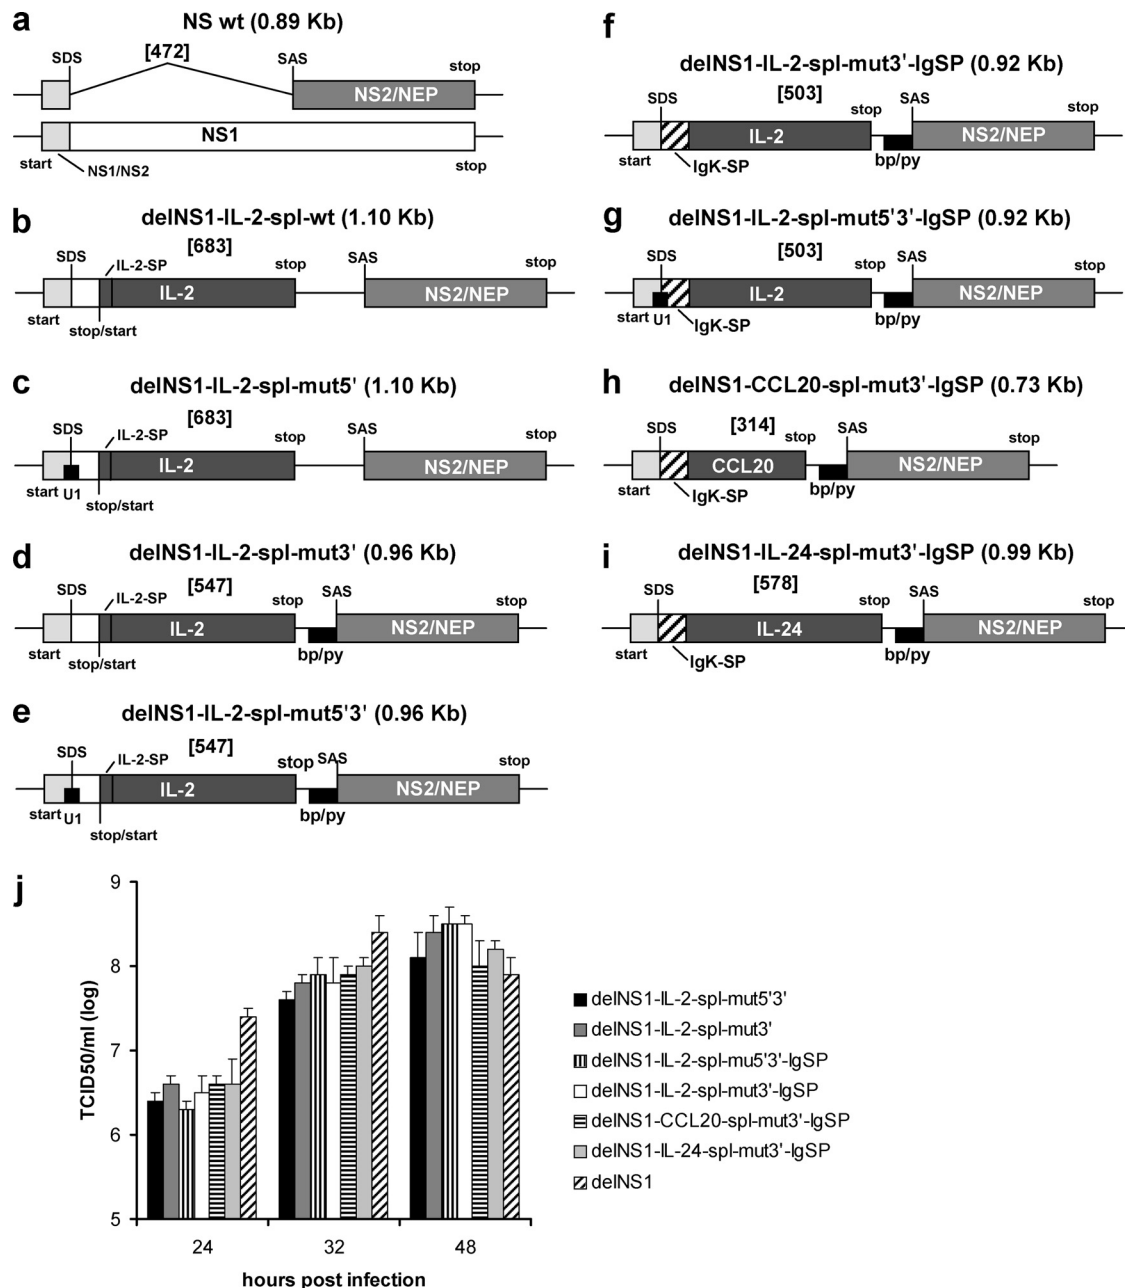 a
NS wt (0.89 Kb)
SDS
[472]
SAS
stop
NS2/NEP
NS1
start
NS1/NS2
stop
b
delNS1-IL-2-spl-wt (1.10 Kb)
[683]
SDS
IL-2-SP
stop
SAS
stop
IL-2
NS2/NEP
start
stop/start
c
delNS1-IL-2-spl-mut5' (1.10 Kb)
[683]
SDS
IL-2-SP
stop
SAS
stop
IL-2
NS2/NEP
start
U1
stop/start
d
delNS1-IL-2-spl-mut3' (0.96 Kb)
[547]
SDS
IL-2-SP
stop
SAS
stop
IL-2
NS2/NEP
start
stop/start
bp/py
e
delNS1-IL-2-spl-mut5'3' (0.96 Kb)
[547]
SDS
IL-2-SP
stop
SAS
stop
IL-2
NS2/NEP
start
U1
stop/start
bp/py
f
delNS1-IL-2-spl-mut3'-IgSP (0.92 Kb)
[503]
SDS
stop
SAS
stop
IL-2
NS2/NEP
start
IgK-SP
bp/py
g
delNS1-IL-2-spl-mut5'3'-IgSP (0.92 Kb)
[503]
SDS
stop
SAS
stop
IL-2
NS2/NEP
start
U1
IgK-SP
bp/py
h
delNS1-CCL20-spl-mut3'-IgSP (0.73 Kb)
[314]
SDS
stop
SAS
stop
CCL20
NS2/NEP
start
IgK-SP
bp/py
i
delNS1-IL-24-spl-mut3'-IgSP (0.99 Kb)
[578]
SDS
stop
SAS
stop
IL-24
NS2/NEP
start
IgK-SP
bp/py
j
TCID50/ml (log)
9
8
7
6
5
24
32
48
hours post infection
delNS1-IL-2-spl-mut5'3'
delNS1-IL-2-spl-mut3'
delNS1-IL-2-spl-mu5'3'-IgSP
delNS1-IL-2-spl-mut3'-IgSP
delNS1-CCL20-spl-mut3'-IgSP
delNS1-IL-24-spl-mut3'-IgSP
delNS1